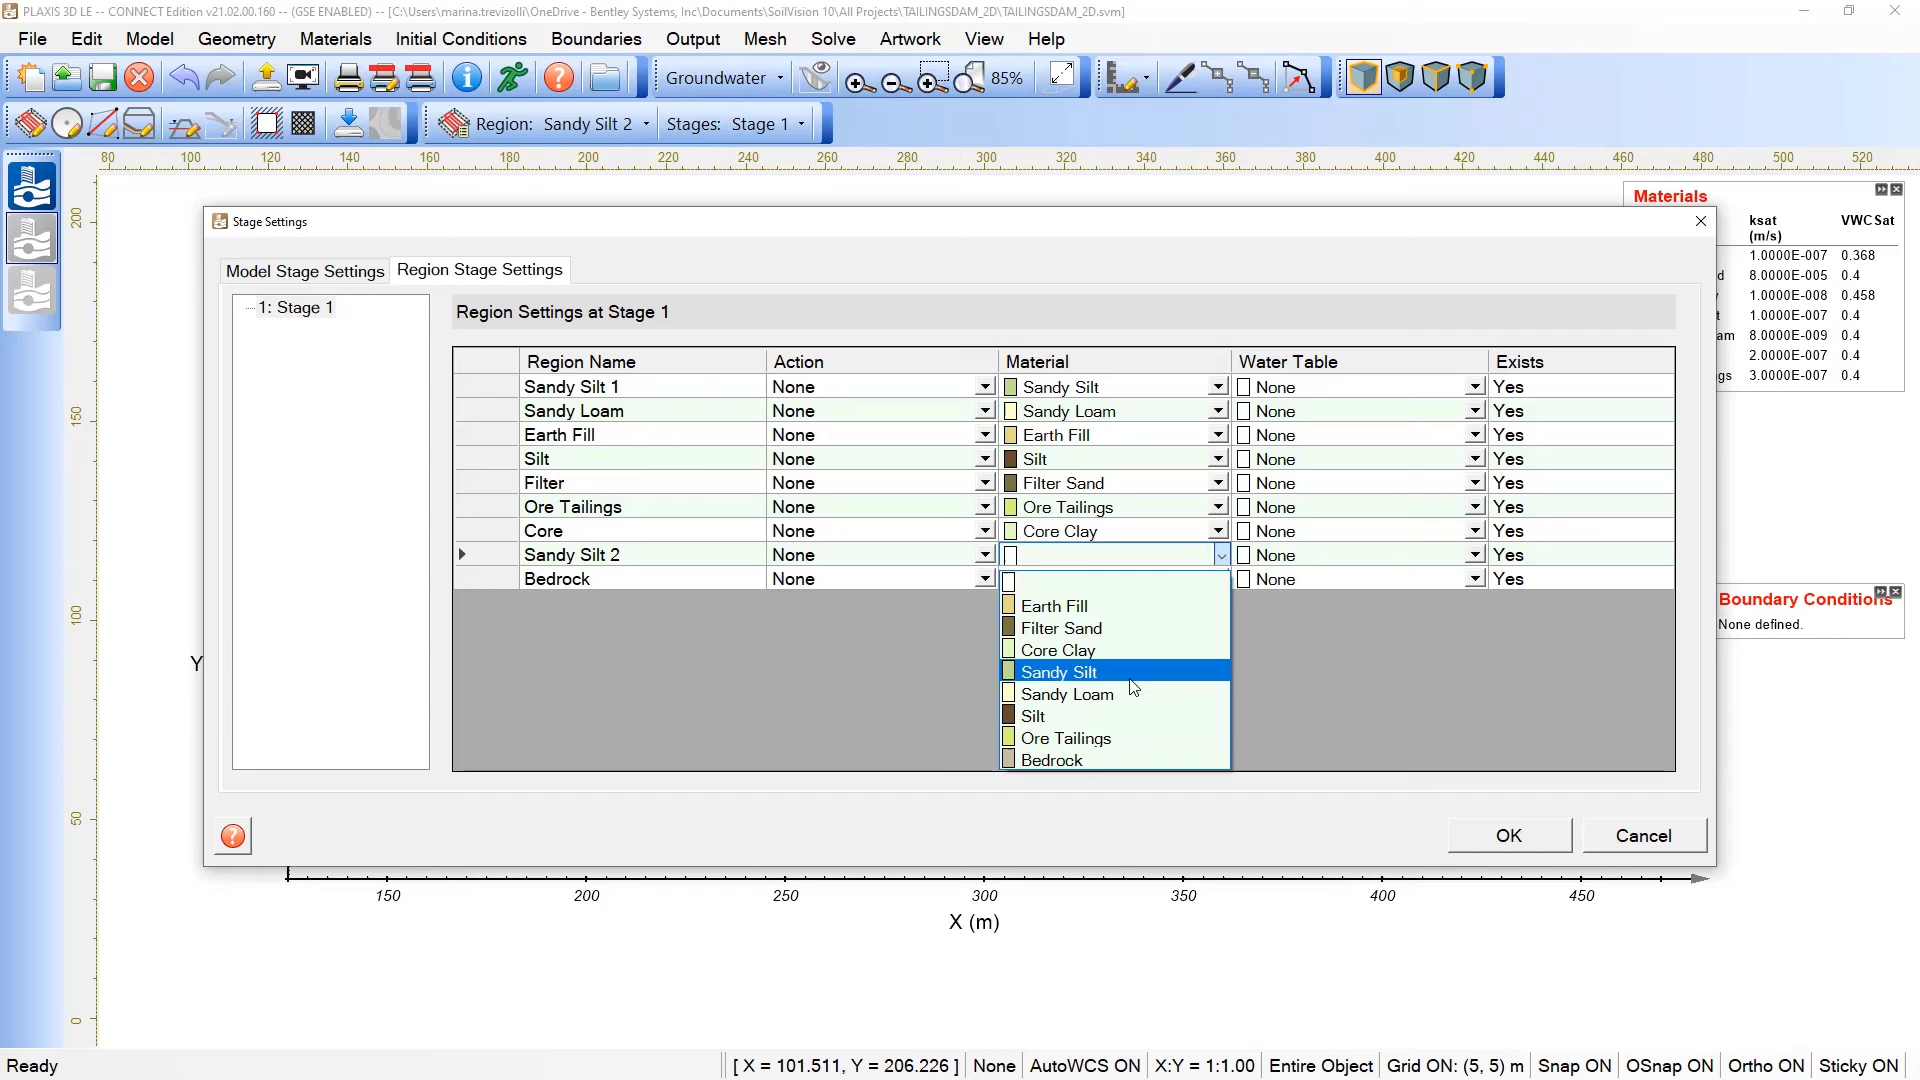 PLAXIS 3D LE -- CONNECT Edition v21.02.00.160 -- (GSE ENABLED) -- [C:\Users\marina.trevizolli\OneDrive - Bentley Systems, Inc\Documents\SoilVision 10\All Projects\TAILINGSDAM_2D\TAILINGSDAM_2D.svm]
File Edit Model Geometry Materials Initial Conditions Boundaries Output Mesh Solve Artwork View Help
Groundwater 85%
Region: Sandy Silt 2 Stages: Stage 1
80 100 120 140 160 180 200 220 240 260 280 300 320 340 360 380 400 420 440 460 480 500 520
200
150
100
50
0
Materials
ksat VWCSat
(m/s)
1.0000E-007 0.368
d 8.0000E-005 0.4
1.0000E-008 0.458
t 1.0000E-007 0.4
am 8.0000E-009 0.4
2.0000E-007 0.4
gs 3.0000E-007 0.4
Boundary Conditions
None defined.
Stage Settings
Model Stage Settings Region Stage Settings
1: Stage 1
Region Settings at Stage 1
Region Name Action Material Water Table Exists
Sandy Silt 1 None Sandy Silt None Yes
Sandy Loam None Sandy Loam None Yes
Earth Fill None Earth Fill None Yes
Silt None Silt None Yes
Filter None Filter Sand None Yes
Ore Tailings None Ore Tailings None Yes
Core None Core Clay None Yes
Sandy Silt 2 None None Yes
Bedrock None None Yes
Earth Fill
Filter Sand
Core Clay
Sandy Silt
Sandy Loam
Silt
Ore Tailings
Bedrock
OK Cancel
Y
150 200 250 300 350 400 450
X (m)
Ready [ X = 101.511, Y = 206.226 ] None AutoWCS ON X:Y = 1:1.00 Entire Object Grid ON: (5, 5) m Snap ON OSnap ON Ortho ON Sticky ON